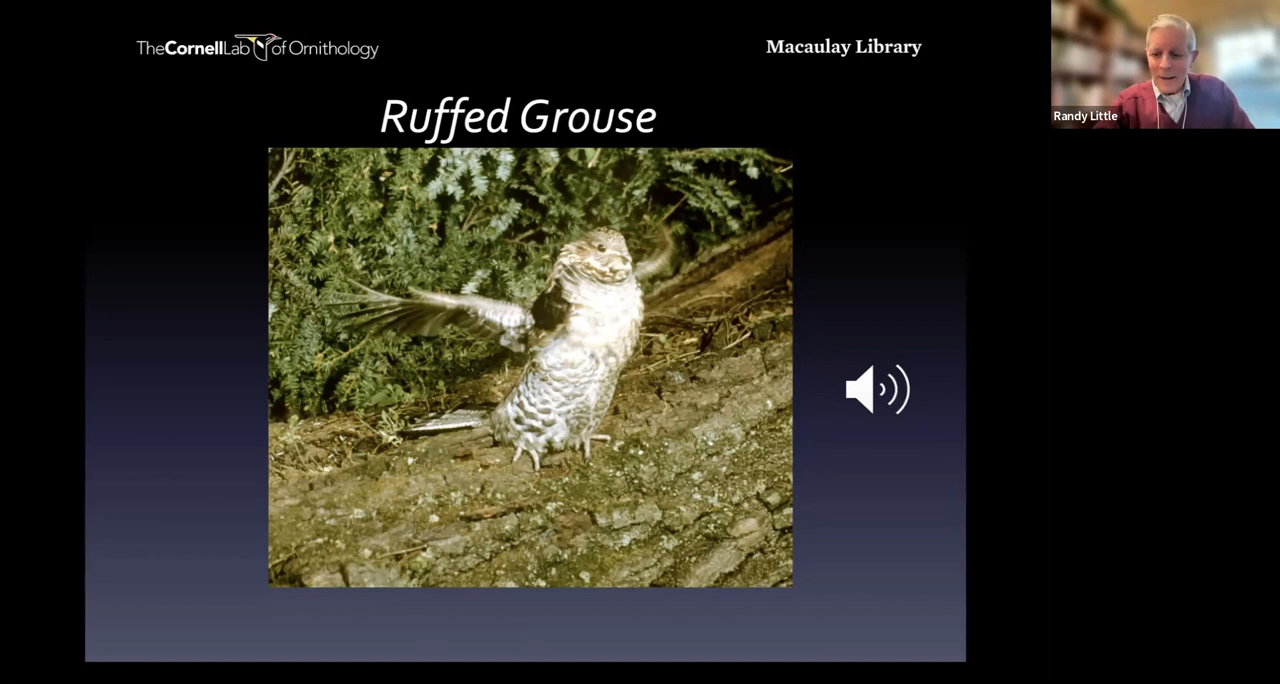 TheCornellLab of Ornithology
Macaulay Library
Ruffed Grouse
Randy Little